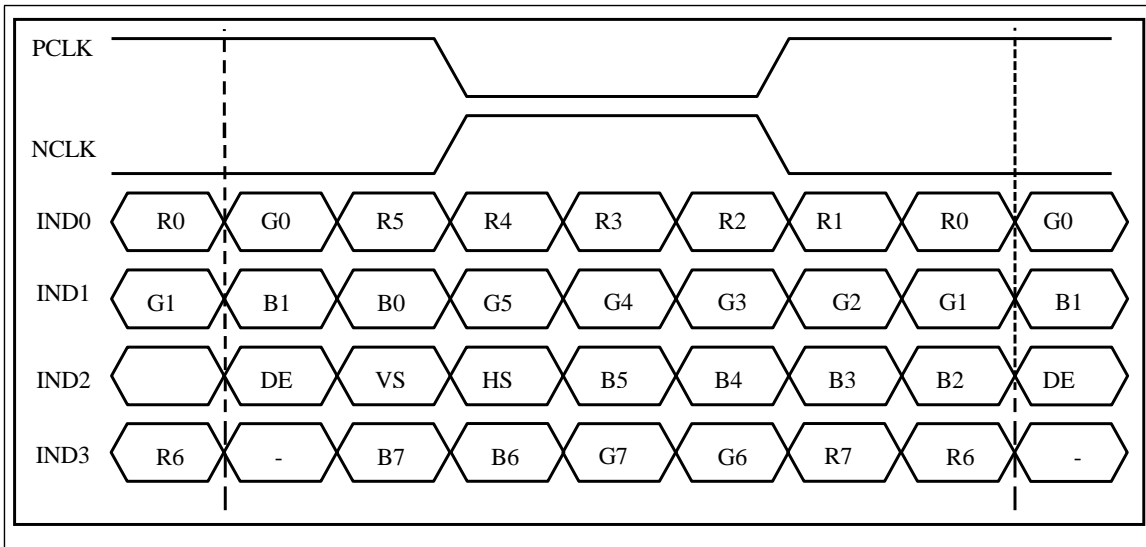 PCLK
NCLK
IND0 R0 G0 R5 R4 R3 R2 R1 R0 G0
IND1 G1 B1 B0 G5 G4 G3 G2 G1 B1
IND2 DE VS HS B5 B4 B3 B2 DE
IND3 R6 - B7 B6 G7 G6 R7 R6 -